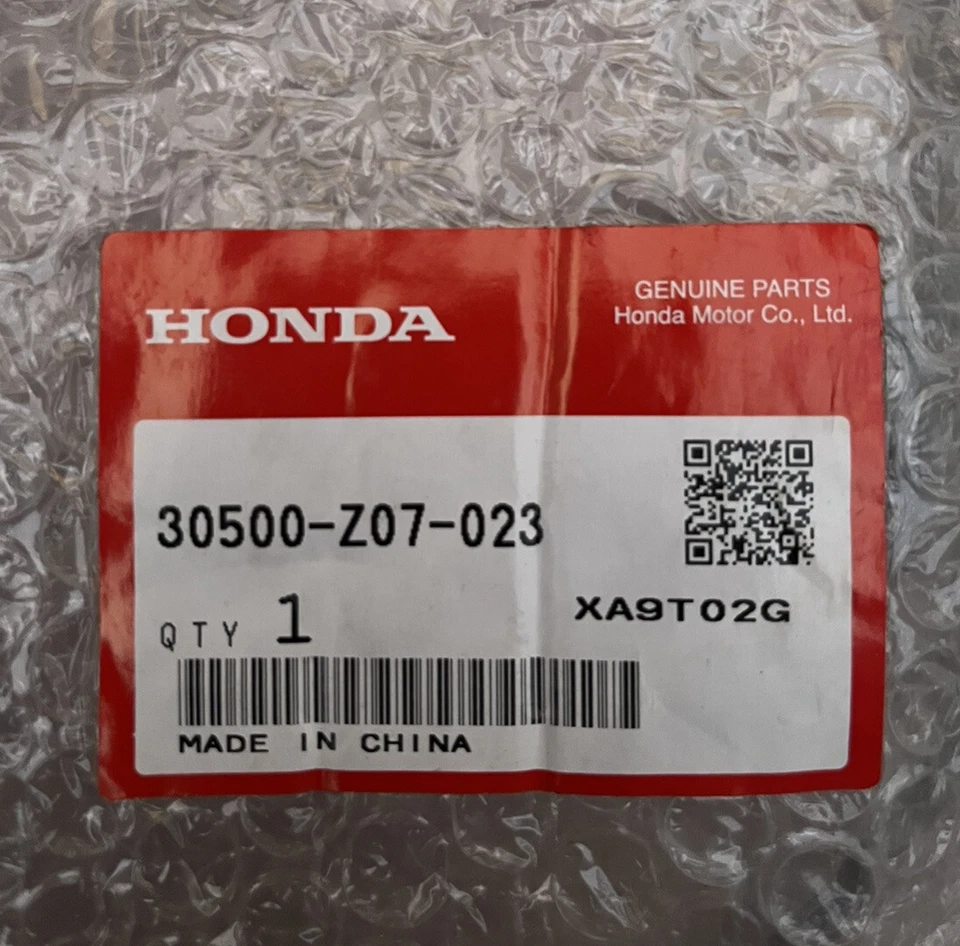 HONDA
GENUINE PARTS
Honda Motor Co., Ltd.
30500-Z07-023
XA9T02G
QTY 1
MADE IN CHINA